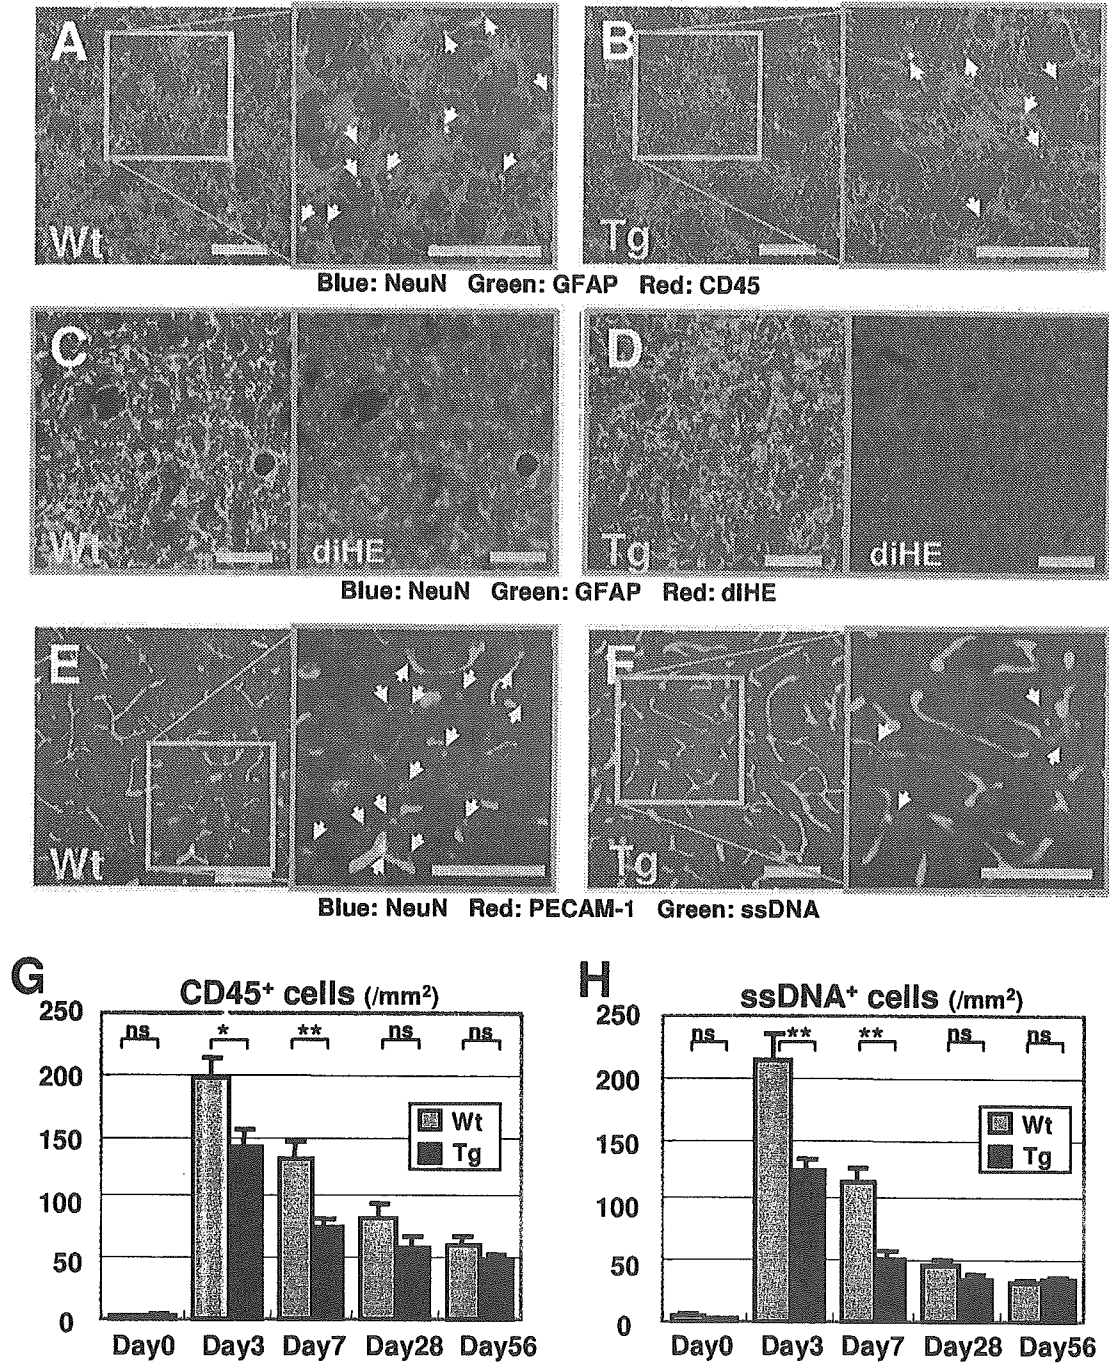 A
B
Wt
Tg
Blue: NeuN Green: GFAP Red: CD45
C
D
Wt
diHE
Tg
diHE
Blue: NeuN Green: GFAP Red: diHE
E
F
Wt
Tg
Blue: NeuN Red: PECAM-1 Green: ssDNA
G
H
CD45⁺ cells (/mm²)
250
ns
*
**
ns
ns
200
Wt
150
Tg
100
50
0
Day0 Day3 Day7 Day28 Day56
ssDNA⁺ cells (/mm²)
250
ns
**
**
ns
ns
200
Wt
150
Tg
100
50
0
Day0 Day3 Day7 Day28 Day56